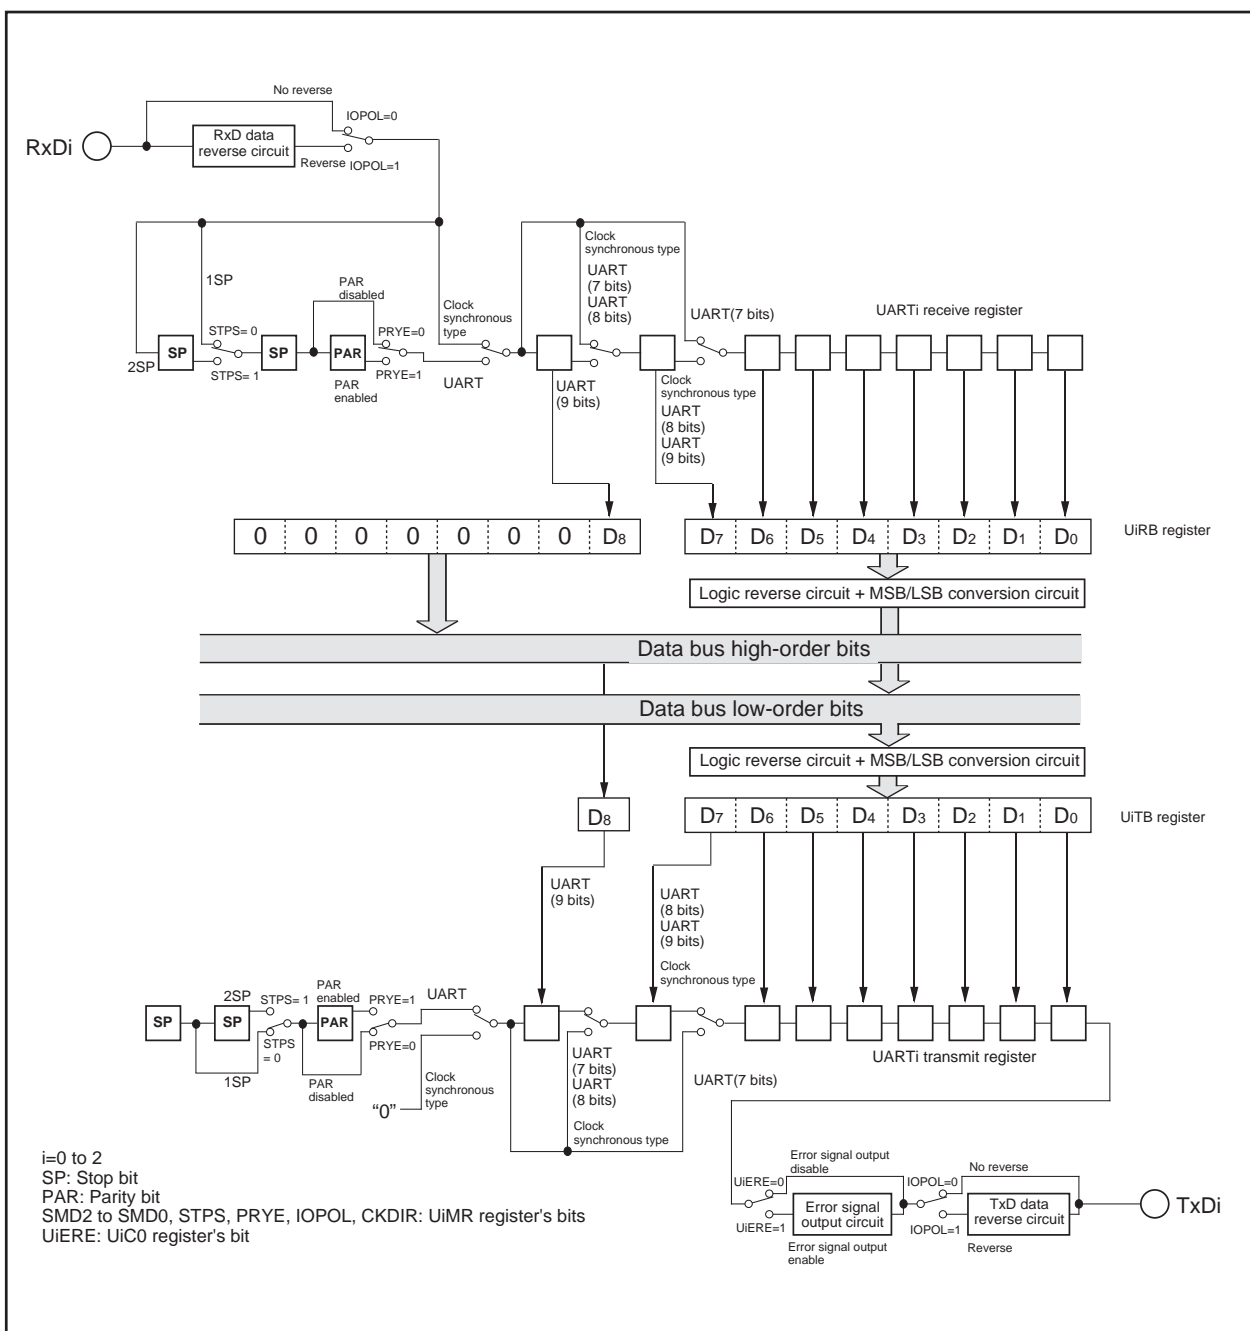 No reverse
IOPOL=0
RxDi
RxD data
reverse circuit
Reverse
IOPOL=1
1SP
2SP
SP
STPS= 0
STPS= 1
SP
PAR
disabled
PAR
PAR
enabled
PRYE=0
PRYE=1
Clock
synchronous
type
UART
Clock
synchronous type
UART
(7 bits)
UART
(8 bits)
UART
(9 bits)
UART(7 bits)
Clock
synchronous type
UART
(8 bits)
UART
(9 bits)
UARTi receive register
0 0 0 0 0 0 0 D8
D7 D6 D5 D4 D3 D2 D1 D0
UiRB register
Logic reverse circuit + MSB/LSB conversion circuit
Data bus high-order bits
Data bus low-order bits
Logic reverse circuit + MSB/LSB conversion circuit
D8
D7 D6 D5 D4 D3 D2 D1 D0
UiTB register
UART
(9 bits)
UART
(8 bits)
UART
(9 bits)
Clock
synchronous type
SP
2SP
SP
1SP
STPS= 1
STPS
= 0
PAR
enabled
PAR
PAR
disabled
PRYE=1
PRYE=0
UART
“0”
Clock
synchronous
type
UART
(7 bits)
UART
(8 bits)
Clock
synchronous type
UART(7 bits)
UARTi transmit register
i=0 to 2
SP: Stop bit
PAR: Parity bit
SMD2 to SMD0, STPS, PRYE, IOPOL, CKDIR: UiMR register's bits
UiERE: UiC0 register's bit
Error signal output
disable
UiERE=0
UiERE=1
Error signal
output circuit
Error signal output
enable
No reverse
IOPOL=0
IOPOL=1
TxD data
reverse circuit
Reverse
TxDi